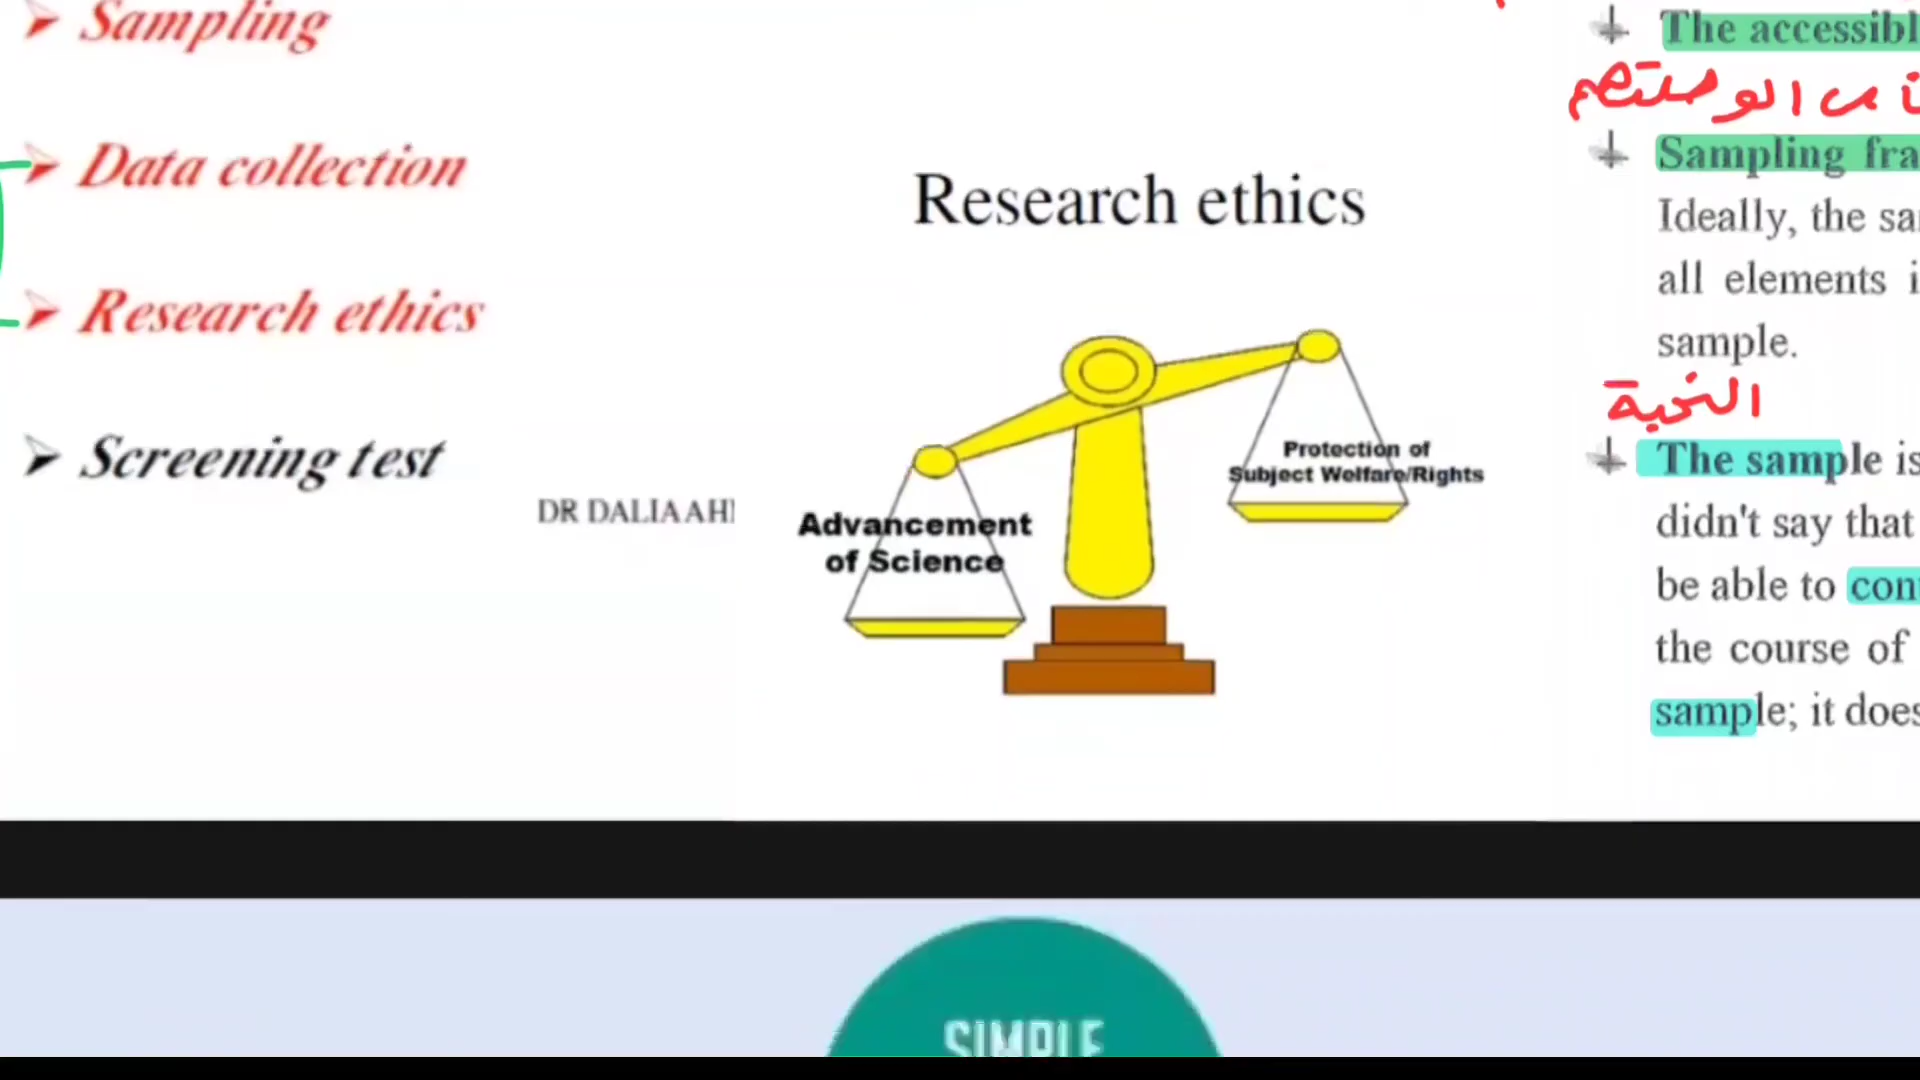 Sampling
Data collection
Research ethics
Screening test
DR DALIA AH
Research ethics
Advancement
of Science
Protection of
Subject Welfare/Rights
The accessibl
الوصلتهم
Sampling fra
Ideally, the sa
all elements i
sample.
The sample is
didn't say that
be able to con
the course of
sample; it does
SIMPLE